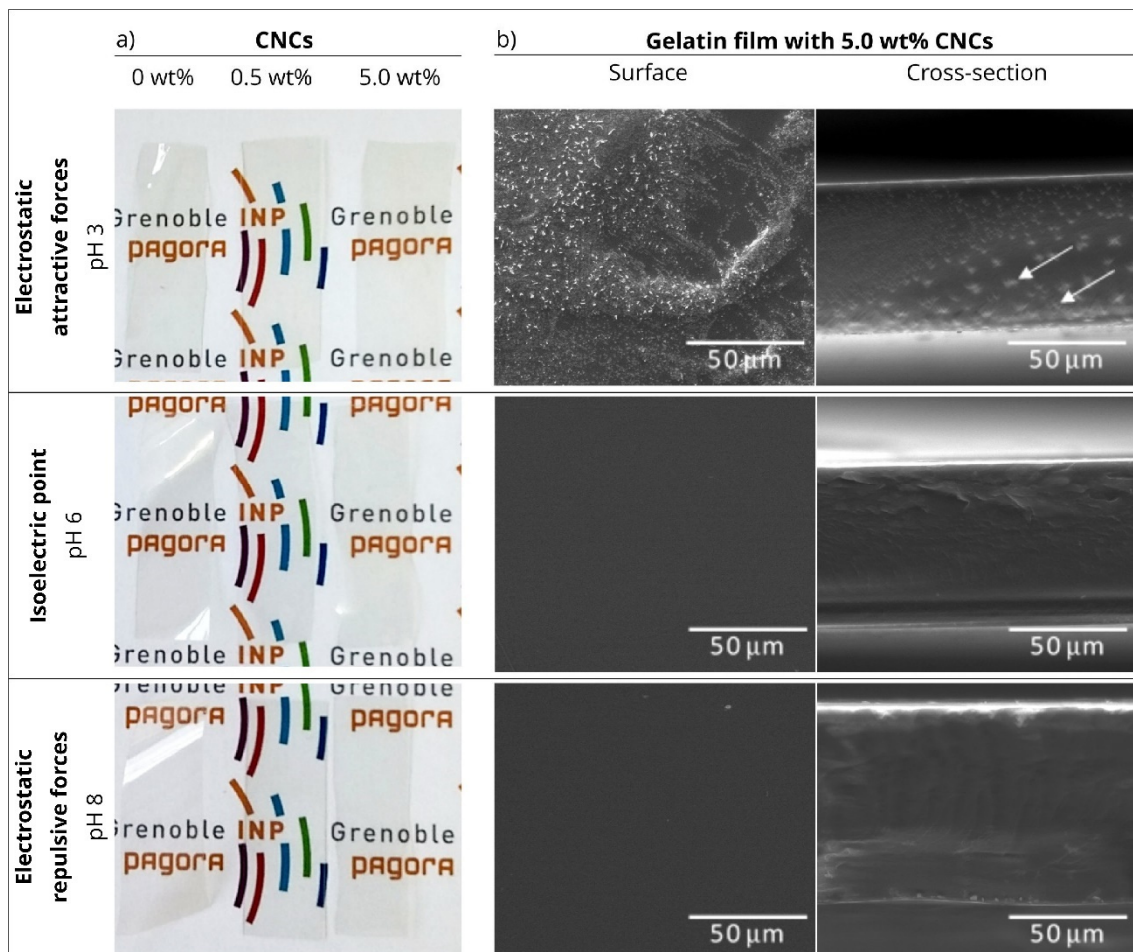 a)
CNCs
0 wt%
0.5 wt%
5.0 wt%
b)
Gelatin film with 5.0 wt% CNCs
Surface
Cross-section
Electrostatic
attractive forces
pH 3
Grenoble INP Grenoble
PAGORA PAGORA
Grenoble INP Grenoble
50 µm
50 µm
Isoelectric point
pH 6
PAGORA PAGORA
Grenoble INP Grenoble
PAGORA PAGORA
Grenoble INP Grenoble
50 µm
50 µm
Electrostatic
repulsive forces
pH 8
Grenoble INP Grenoble
PAGORA PAGORA
Grenoble INP Grenoble
PAGORA PAGORA
50 µm
50 µm